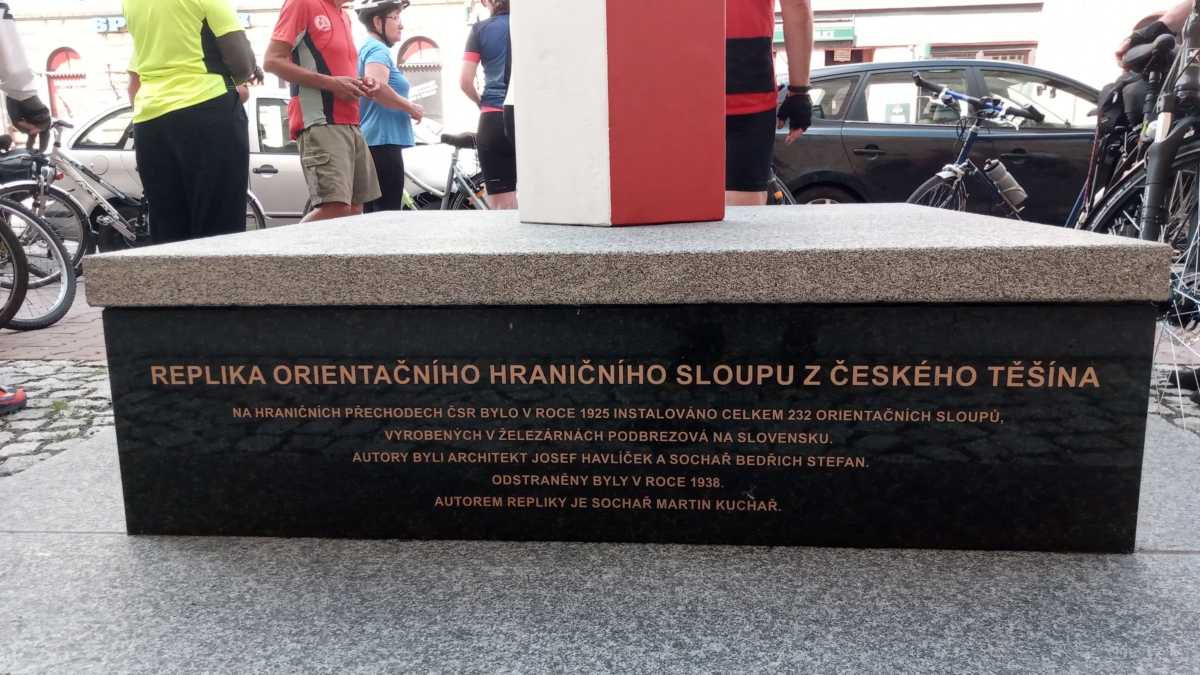 REPLIKA ORIENTAČNÍHO HRANIČNÍHO SLOUPU Z ČESKÉHO TĚŠÍNA
NA HRANIČNÍCH PŘECHODECH ČSR BYLO V ROCE 1925 INSTALOVÁNO CELKEM 232 ORIENTAČNÍCH SLOUPŮ,
VYROBENÝCH V ŽELEZÁRNÁCH PODBREZOVÁ NA SLOVENSKU.
AUTORY BYLI ARCHITEKT JOSEF HAVLÍČEK A SOCHAŘ BEDŘICH STEFAN.
ODSTRANĚNY BYLY V ROCE 1938.
AUTOREM REPLIKY JE SOCHAŘ MARTIN KUCHAŘ.